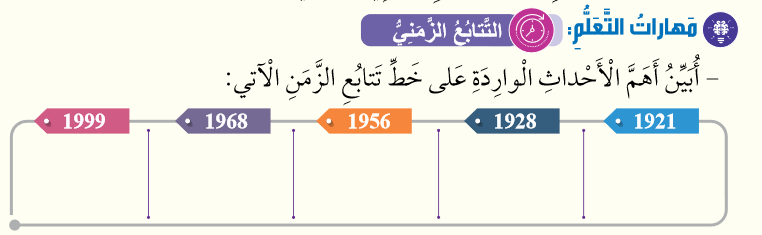 مَهاراتُ التَّعَلُّمِ: التَّتابُعُ الزَّمَنِيُّ
– أُبَيِّنُ أَهَمَّ الْأَحْداثِ الْوارِدَةِ عَلى خَطِّ تَتابُعِ الزَّمَنِ الْآتي:
1921 1928 1956 1968 1999